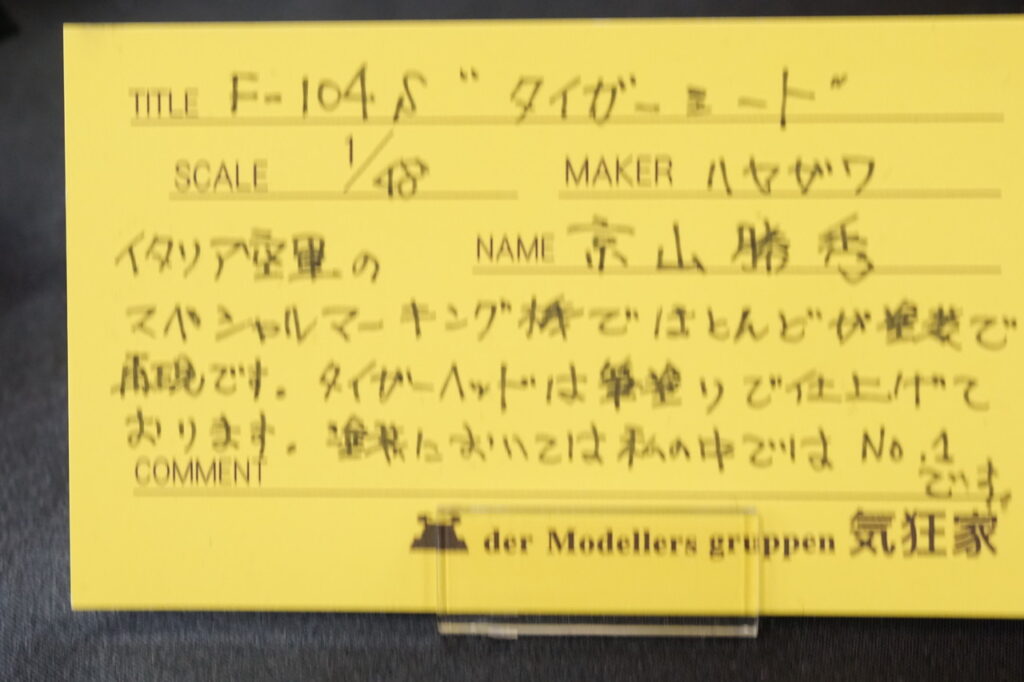 TITLE F-104S “タイガーミート”
SCALE 1/48 MAKER ハセガワ
NAME 京山勝秀
イタリア空軍の
スペシャルマーキング機でほとんどが塗装で
再現です。タイガーヘッドは筆塗りで仕上げて
おります。塗装においては私の中ではNo.1
です。
COMMENT
der Modellers gruppen 気狂家